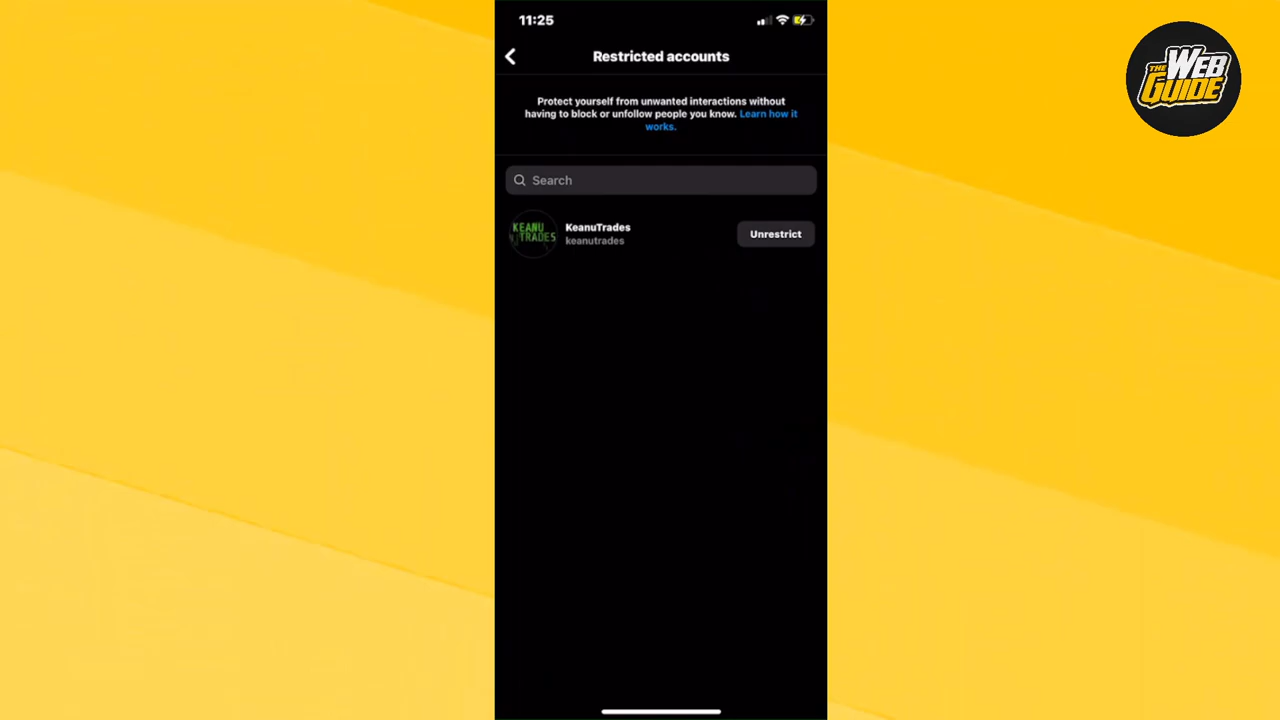 11:25
Restricted accounts
THE
WEB
GUIDE
Protect yourself from unwanted interactions without
having to block or unfollow people you know. Learn how it
works.
Search
KEANU
TRADES
KeanuTrades
keanutrades
Unrestrict